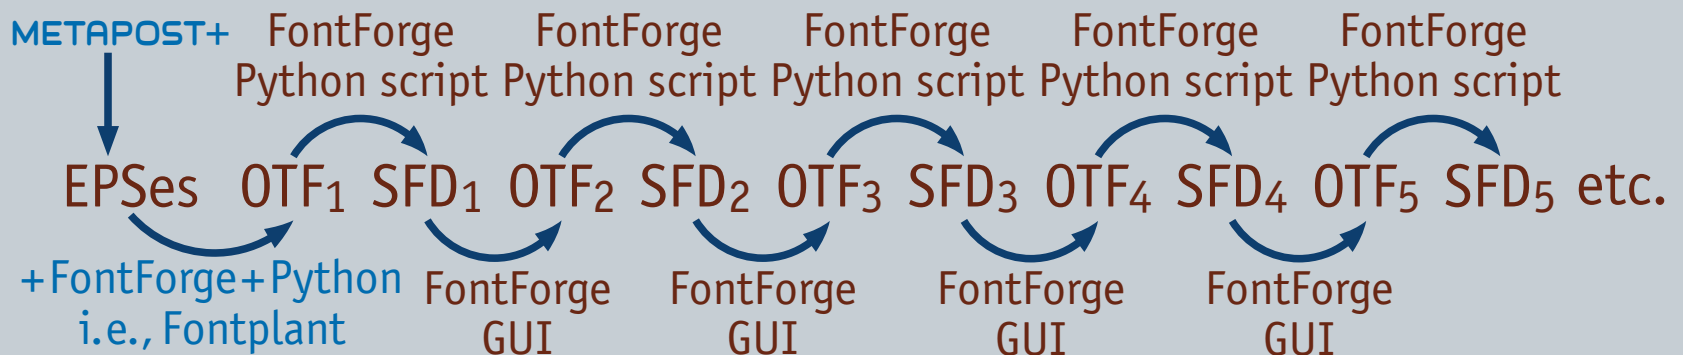 METAPOST+ FontForge FontForge FontForge FontForge FontForge
Python script Python script Python script Python script Python script
EPSes OTF1 SFD1 OTF2 SFD2 OTF3 SFD3 OTF4 SFD4 OTF5 SFD5 etc.
+FontForge+Python FontForge FontForge FontForge FontForge
i.e., Fontplant GUI GUI GUI GUI